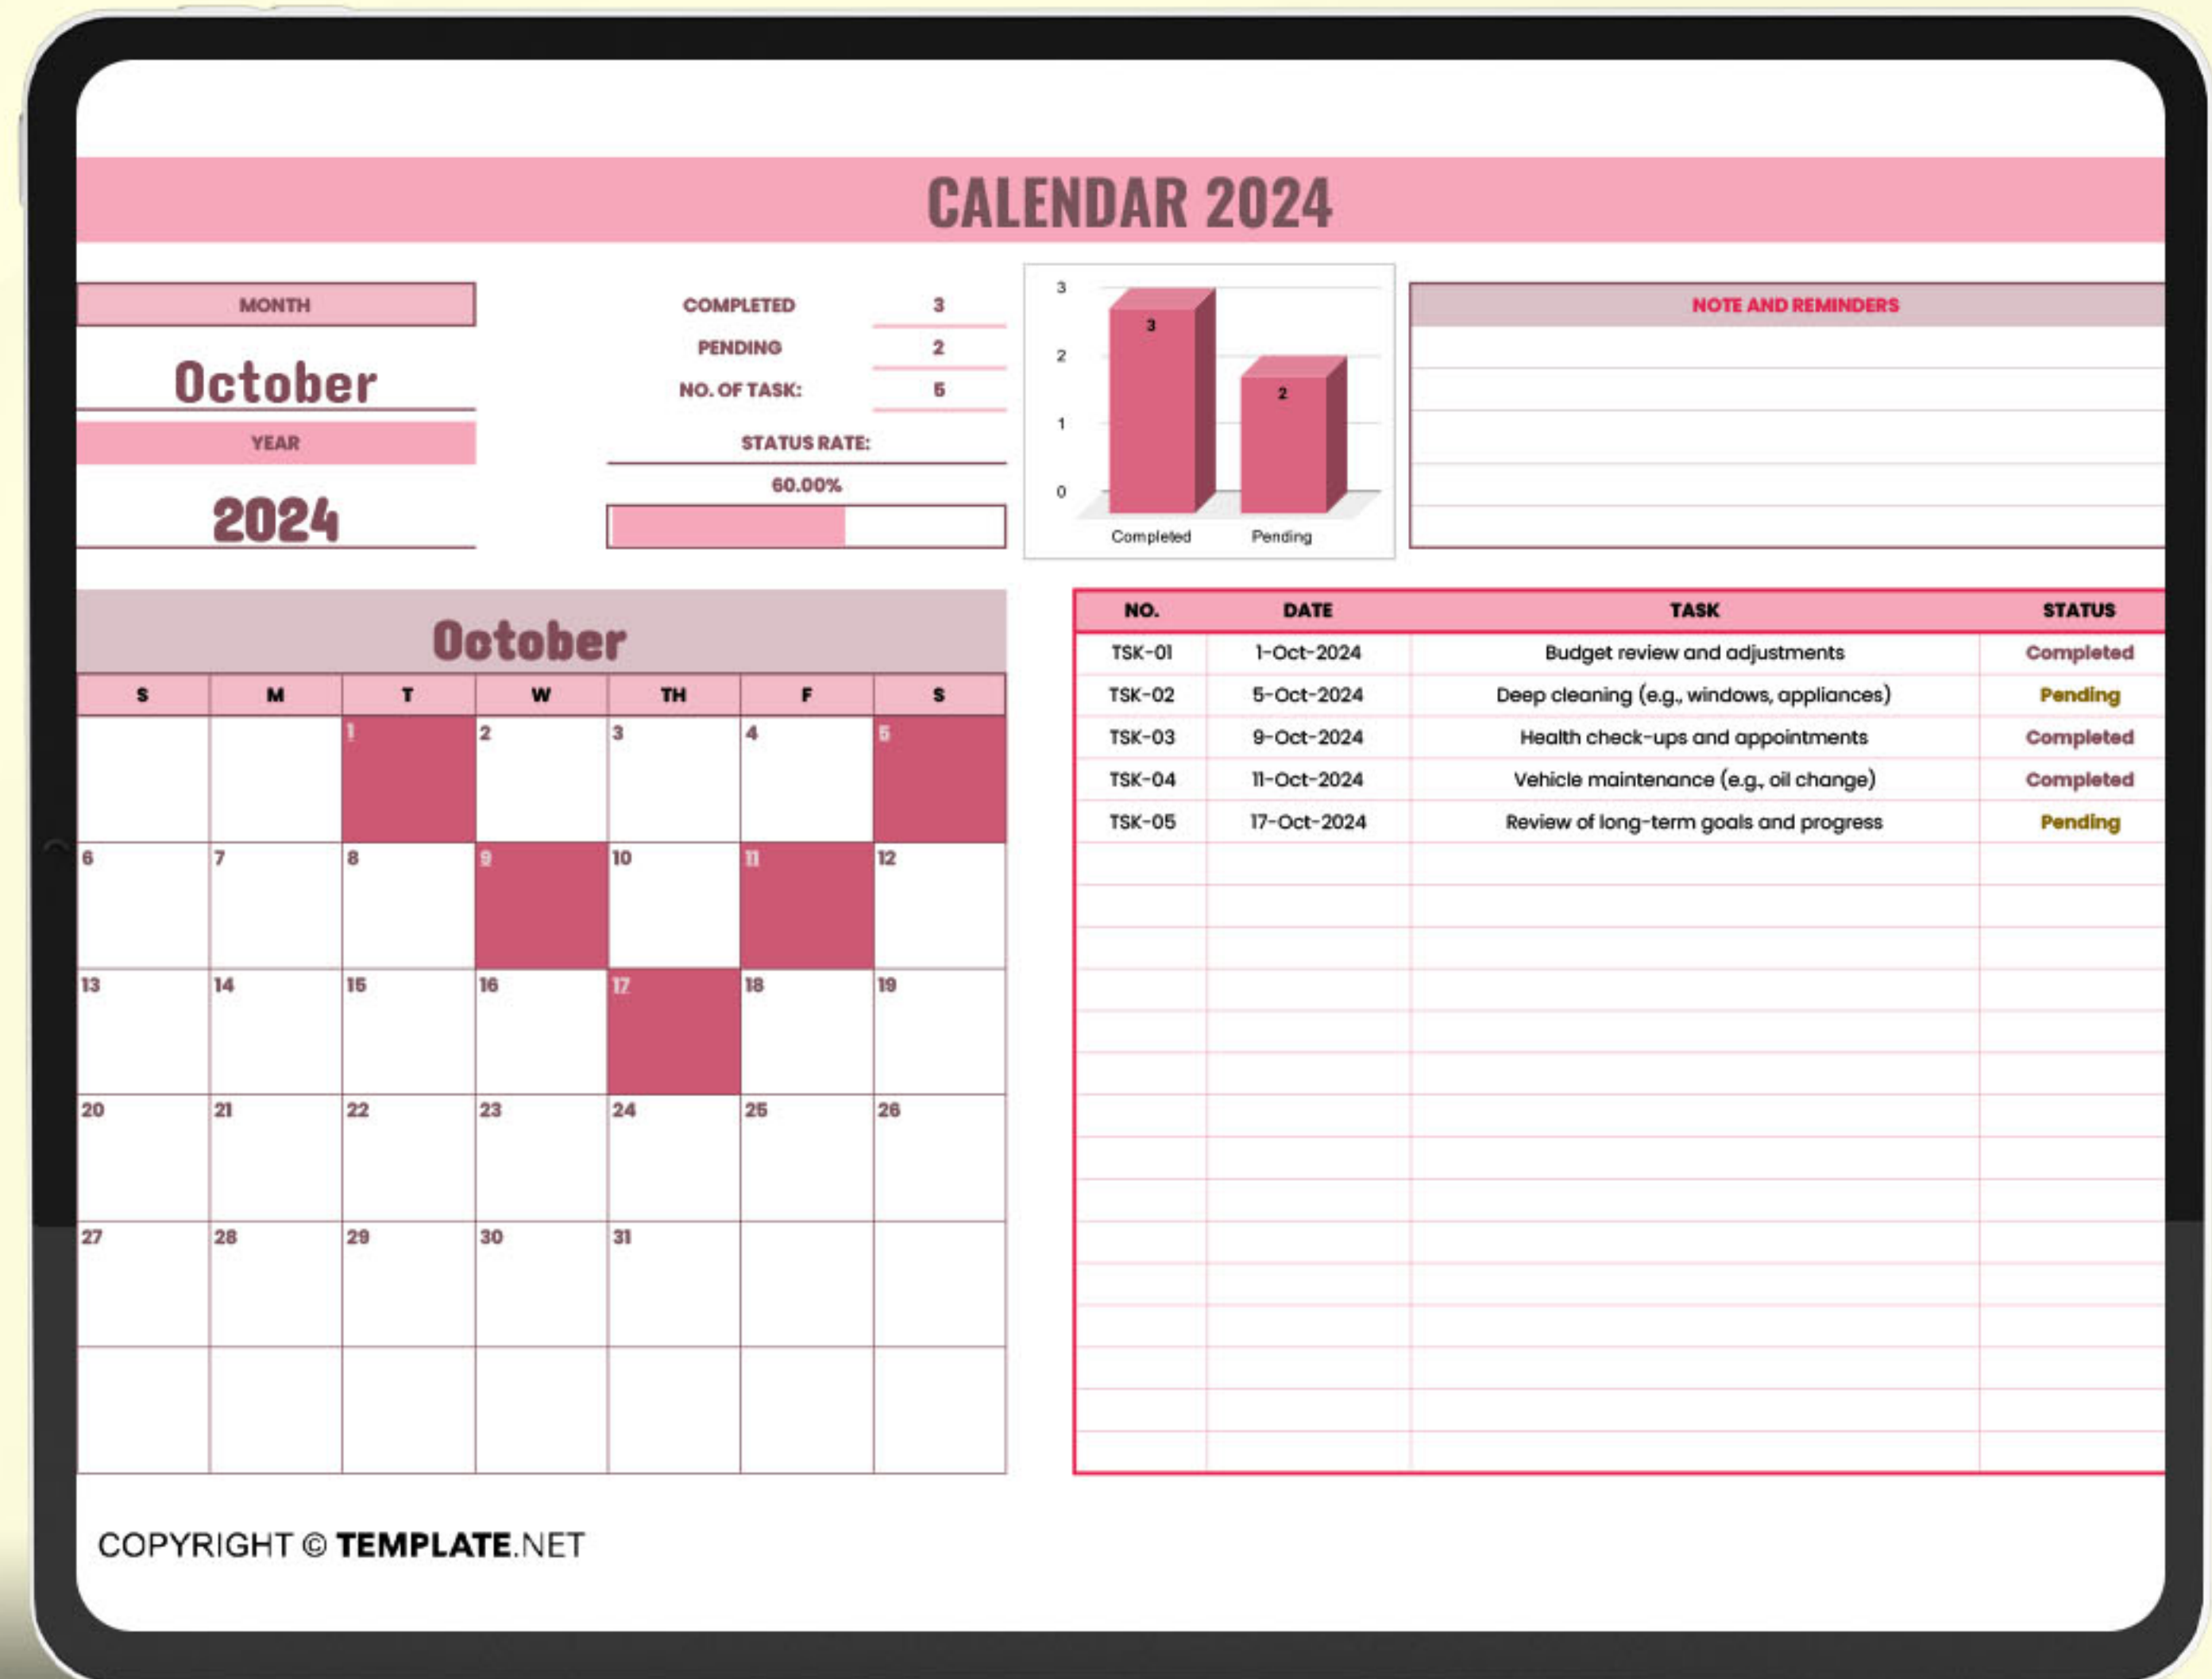 CALENDAR 2024
MONTH
October
YEAR
2024
COMPLETED 3
PENDING 2
NO. OF TASK: 5
STATUS RATE:
60.00%
3
2
1
0
3
2
Completed Pending
NOTE AND REMINDERS
October
S M T W TH F S
1 2 3 4 5
6 7 8 9 10 11 12
13 14 15 16 17 18 19
20 21 22 23 24 25 26
27 28 29 30 31
NO. DATE TASK STATUS
TSK-01 1-Oct-2024 Budget review and adjustments Completed
TSK-02 5-Oct-2024 Deep cleaning (e.g., windows, appliances) Pending
TSK-03 9-Oct-2024 Health check-ups and appointments Completed
TSK-04 11-Oct-2024 Vehicle maintenance (e.g., oil change) Completed
TSK-05 17-Oct-2024 Review of long-term goals and progress Pending
COPYRIGHT © TEMPLATE.NET